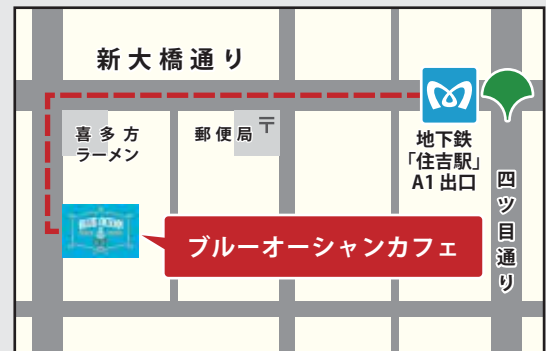 新大橋通り
喜多方
ラーメン
郵便局〒
地下鉄
「住吉駅」
A1出口
四ツ目通り
BLUE OCEAN
ブルーオーシャンカフェ